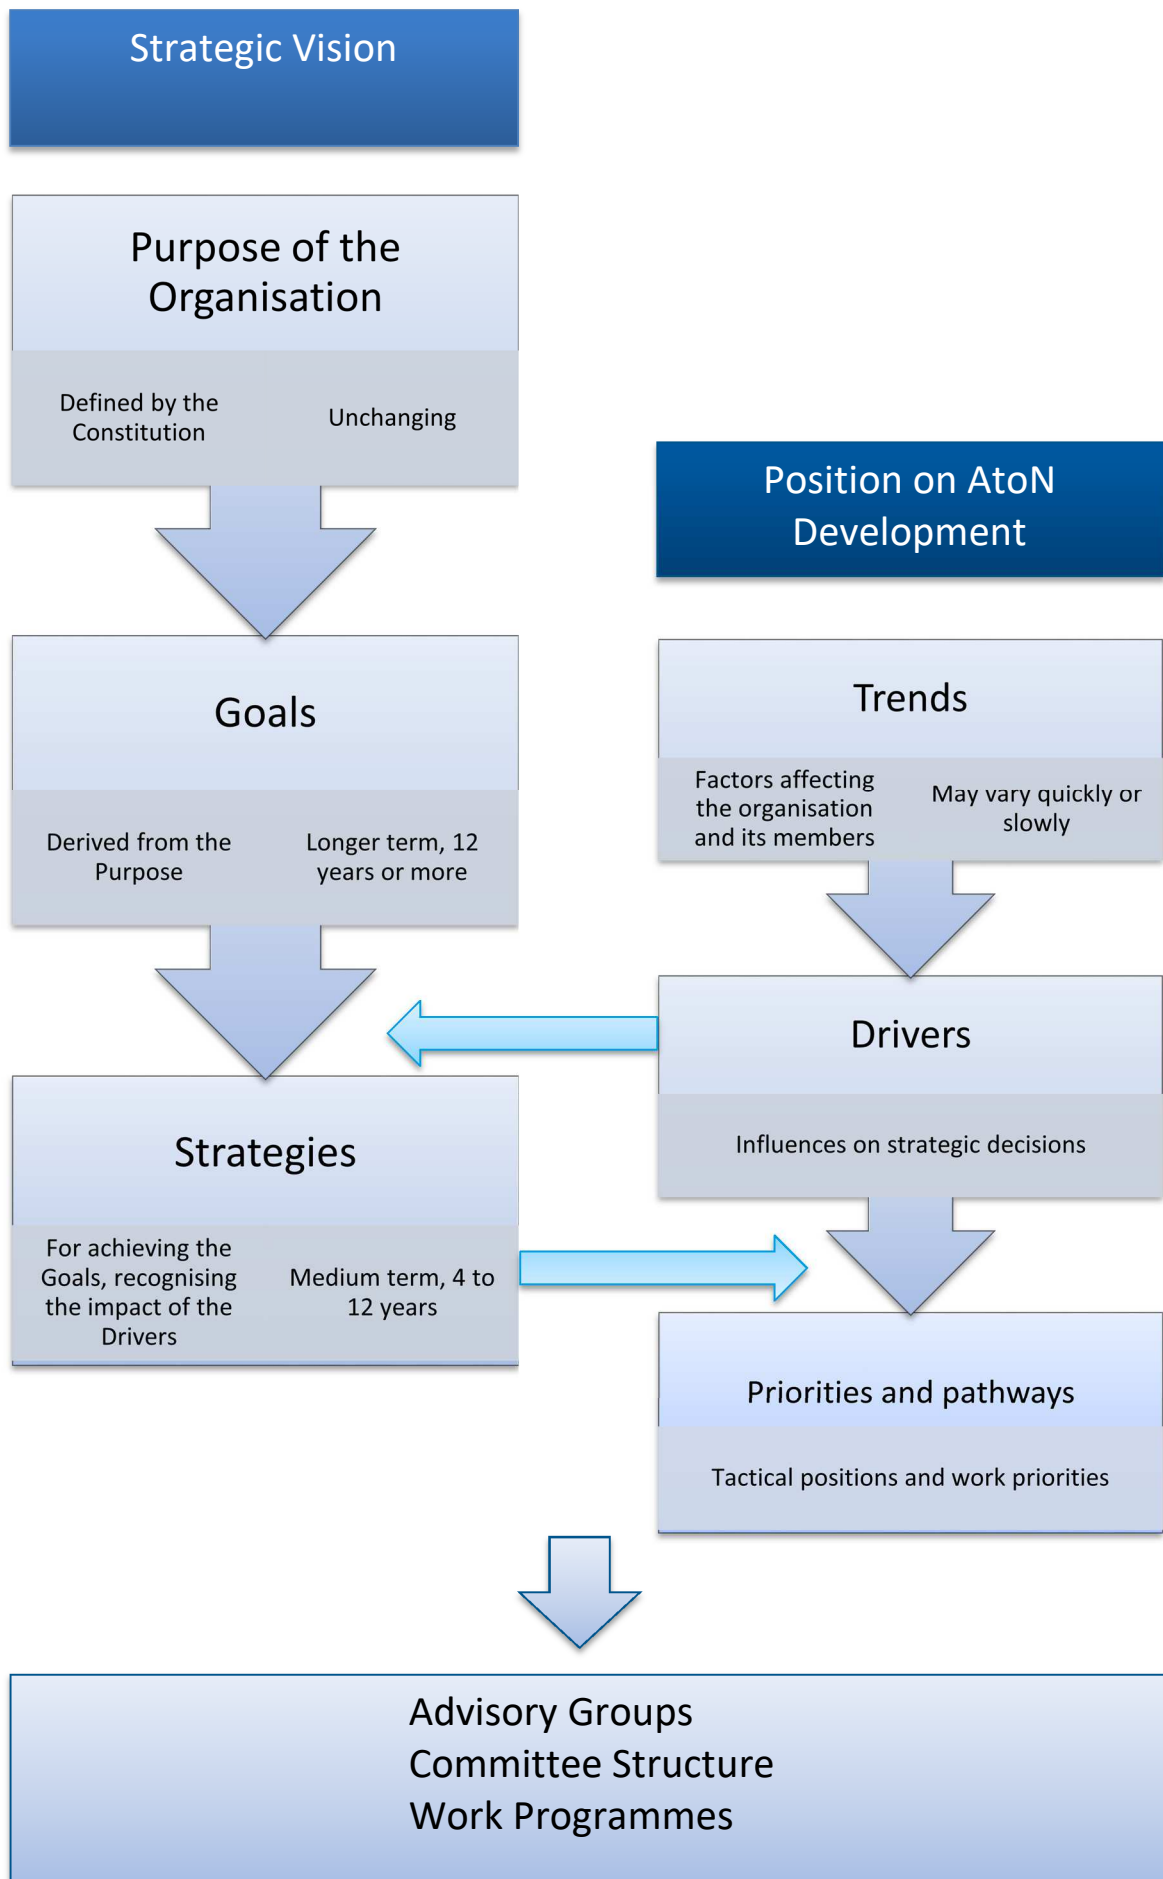 Strategic Vision
Purpose of the
Organisation
Defined by the
Constitution
Unchanging
Goals
Derived from the
Purpose
Longer term, 12
years or more
Strategies
For achieving the
Goals, recognising
the impact of the
Drivers
Medium term, 4 to
12 years
Position on AtoN
Development
Trends
Factors affecting
the organisation
and its members
May vary quickly or
slowly
Drivers
Influences on strategic decisions
Priorities and pathways
Tactical positions and work priorities
Advisory Groups
Committee Structure
Work Programmes